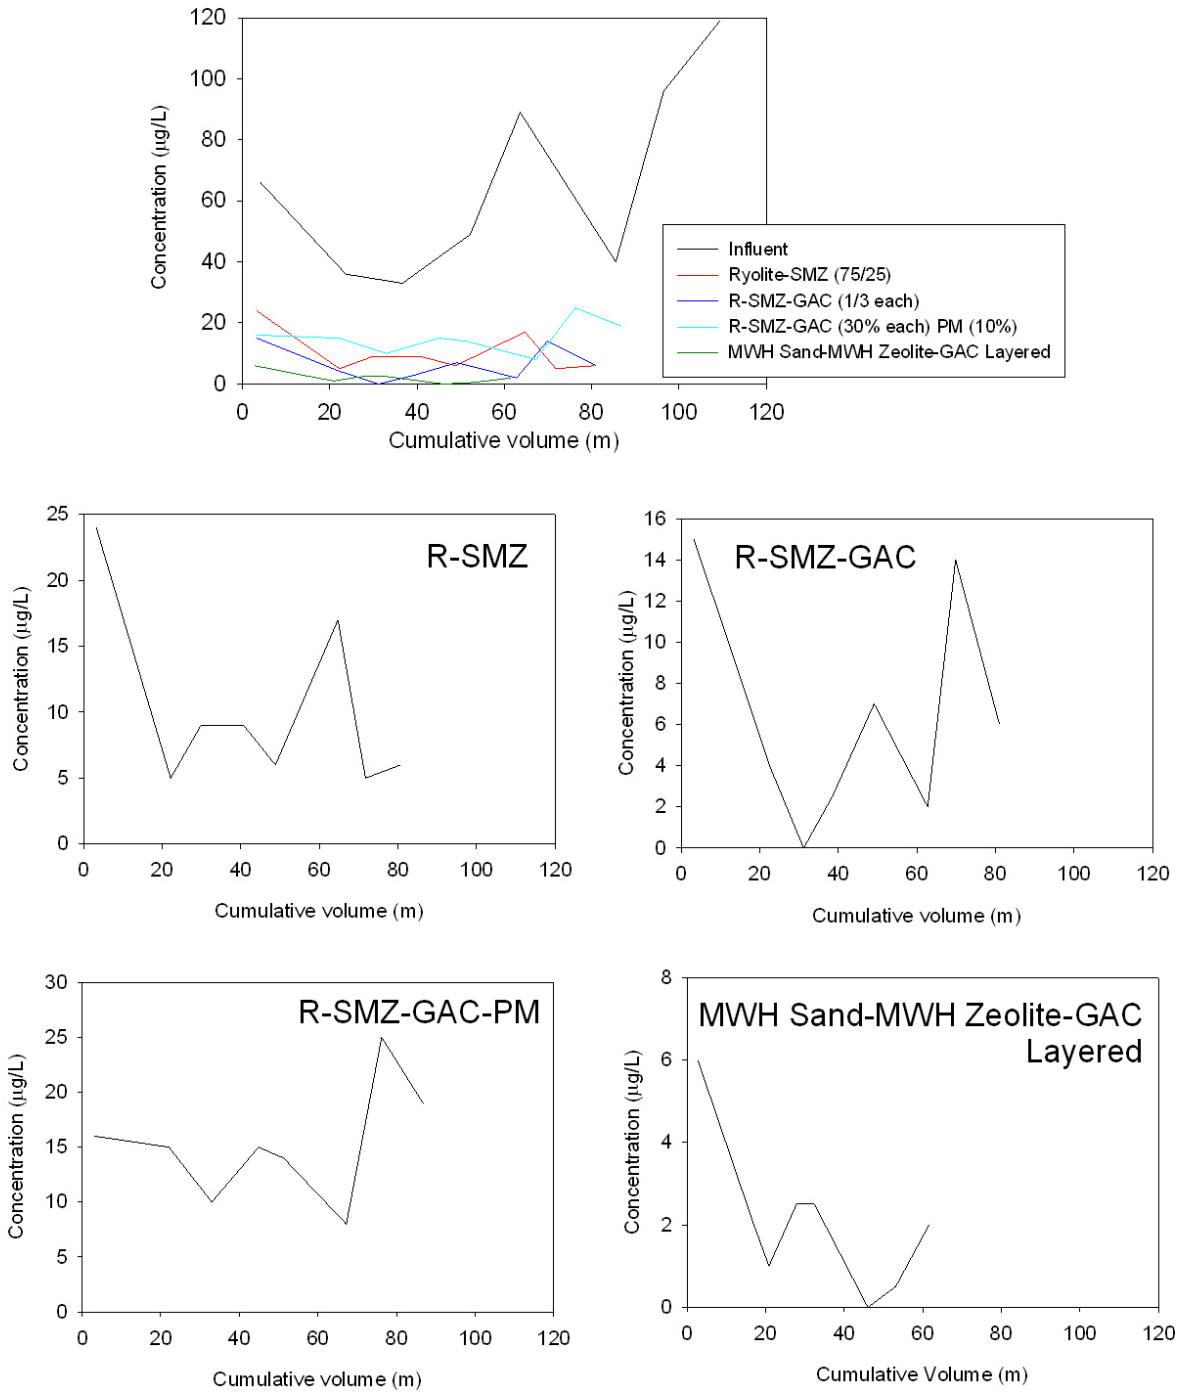 120
100
80
60
40
20
0
Concentration (µg/L)
0 20 40 60 80 100 120
Cumulative volume (m)
Influent
Ryolite-SMZ (75/25)
R-SMZ-GAC (1/3 each)
R-SMZ-GAC (30% each) PM (10%)
MWH Sand-MWH Zeolite-GAC Layered
R-SMZ
25
20
15
10
5
0
Concentration (µg/L)
0 20 40 60 80 100 120
Cumulative volume (m)
R-SMZ-GAC
16
14
12
10
8
6
4
2
0
Concentration (µg/L)
0 20 40 60 80 100 120
Cumulative volume (m)
R-SMZ-GAC-PM
30
25
20
15
10
5
0
Concentration (µg/L)
0 20 40 60 80 100 120
Cumulative volume (m)
MWH Sand-MWH Zeolite-GAC
Layered
8
6
4
2
0
Concentration (µg/L)
0 20 40 60 80 100 120
Cumulative Volume (m)